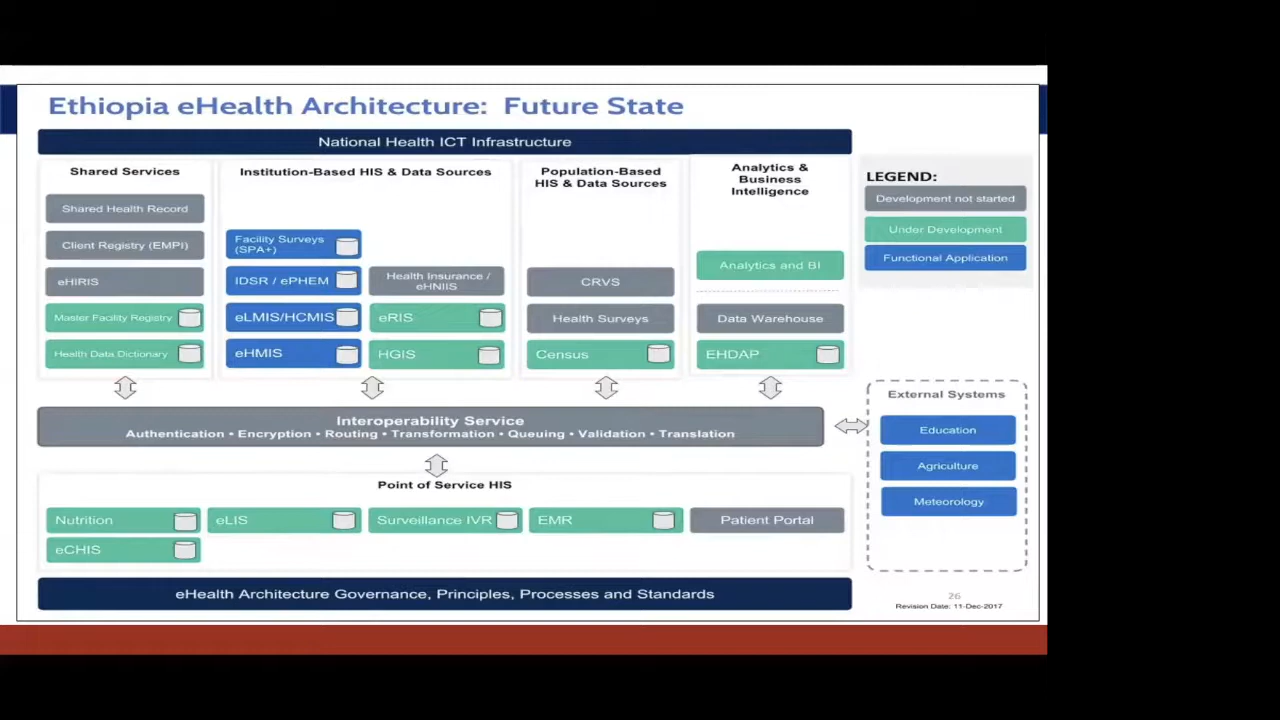 Ethiopia eHealth Architecture: Future State
National Health ICT Infrastructure
Shared Services
Shared Health Record
Client Registry (EMPI)
eHIRIS
Master Facility Registry
Health Data Dictionary
Institution-Based HIS & Data Sources
Facility Surveys
(SPA+)
IDSR / ePHEM
eLMIS/HCMIS
eHMIS
Health Insurance /
eHNIIS
eRIS
HGIS
Population-Based
HIS & Data Sources
CRVS
Health Surveys
Census
Analytics &
Business
Intelligence
Analytics and BI
Data Warehouse
EHDAP
LEGEND:
Development not started
Under Development
Functional Application
Interoperability Service
Authentication • Encryption • Routing • Transformation • Queuing • Validation • Translation
External Systems
Education
Agriculture
Meteorology
Point of Service HIS
Nutrition
eLIS
Surveillance IVR
EMR
Patient Portal
eCHIS
eHealth Architecture Governance, Principles, Processes and Standards
26
Revision Date: 11-Dec-2017